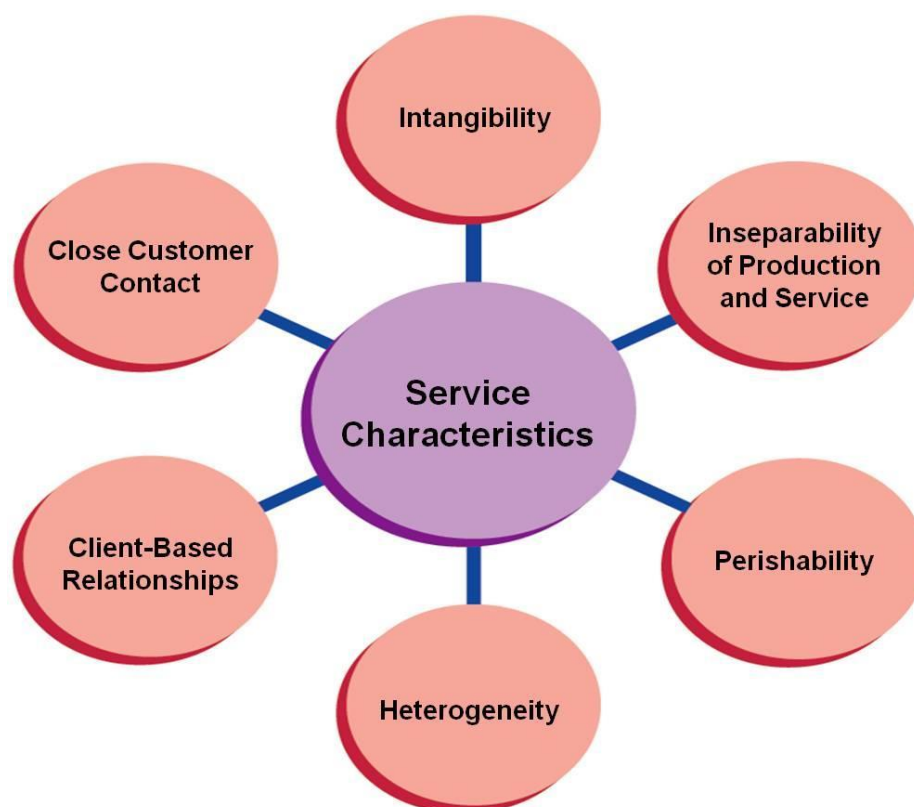 Intangibility
Inseparability
of Production
and Service
Perishability
Heterogeneity
Client-Based
Relationships
Close Customer
Contact
Service
Characteristics